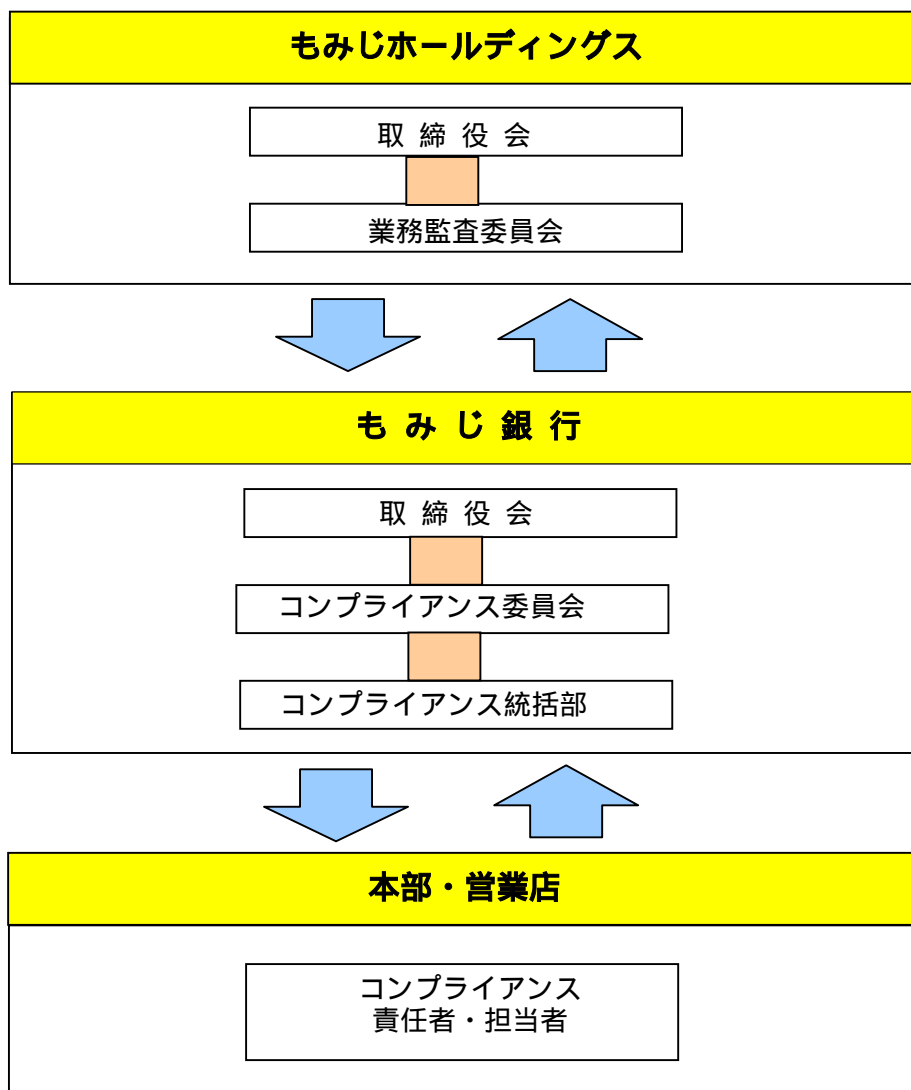 もみじホールディングス
取 締 役 会
業務監査委員会
も み じ 銀 行
取 締 役 会
コンプライアンス委員会
コンプライアンス統括部
本部・営業店
コンプライアンス
責任者・担当者